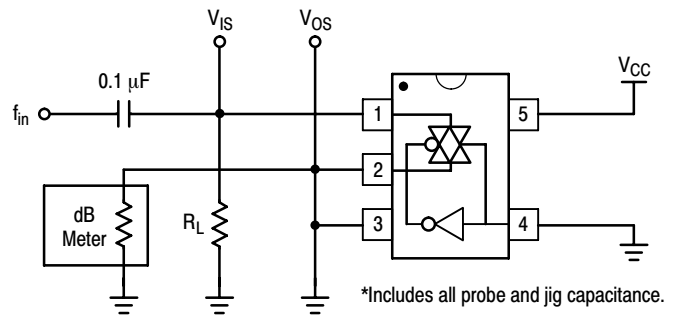 V_IS
V_OS
V_CC
0.1 μF
f_in
1
5
2
dB
Meter
R_L
3
4
*Includes all probe and jig capacitance.